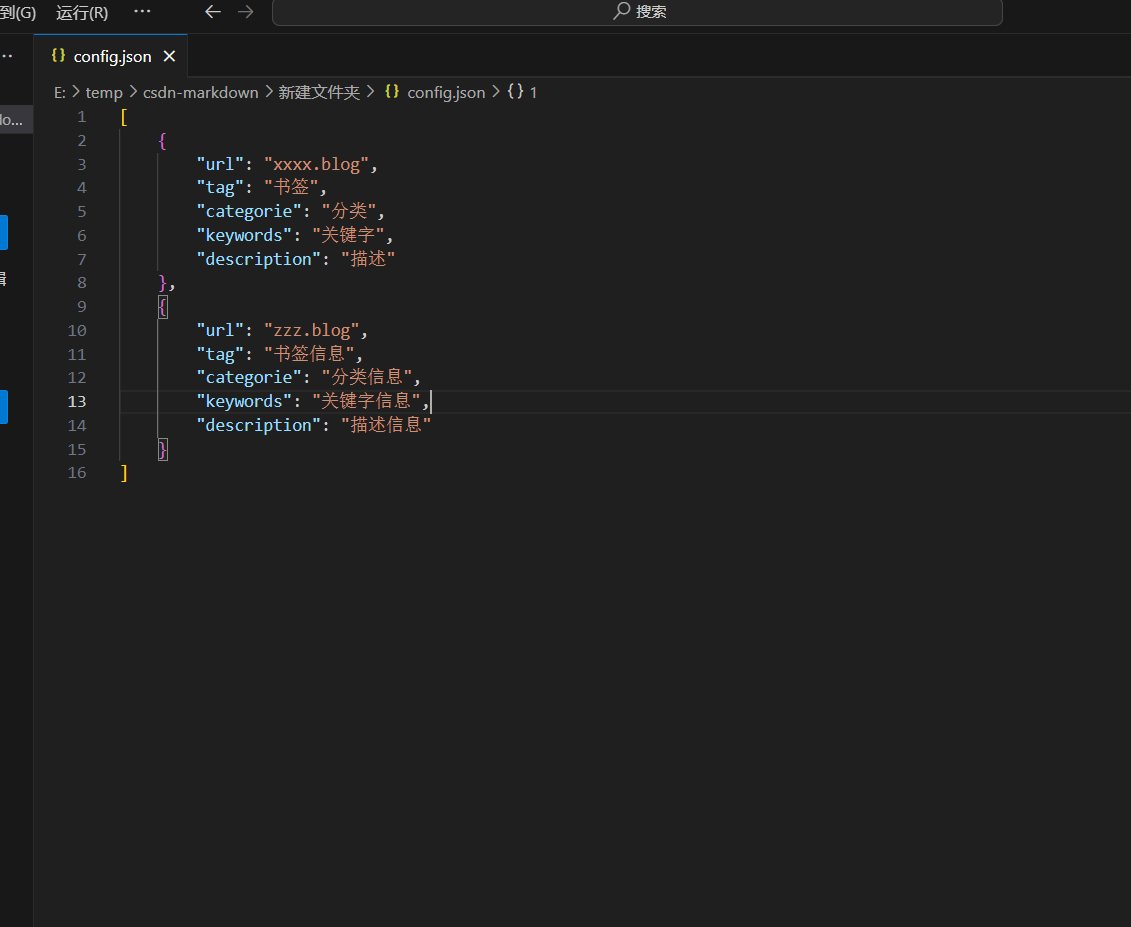 到(G) 运行(R) ··· 搜索
config.json
E: > temp > csdn-markdown > 新建文件夹 > {} config.json > {} 1
1 [
2 {
3 "url": "xxxx.blog",
4 "tag": "书签",
5 "categorie": "分类",
6 "keywords": "关键字",
7 "description": "描述"
8 },
9 {
10 "url": "zzz.blog",
11 "tag": "书签信息",
12 "categorie": "分类信息",
13 "keywords": "关键字信息",
14 "description": "描述信息"
15 }
16 ]